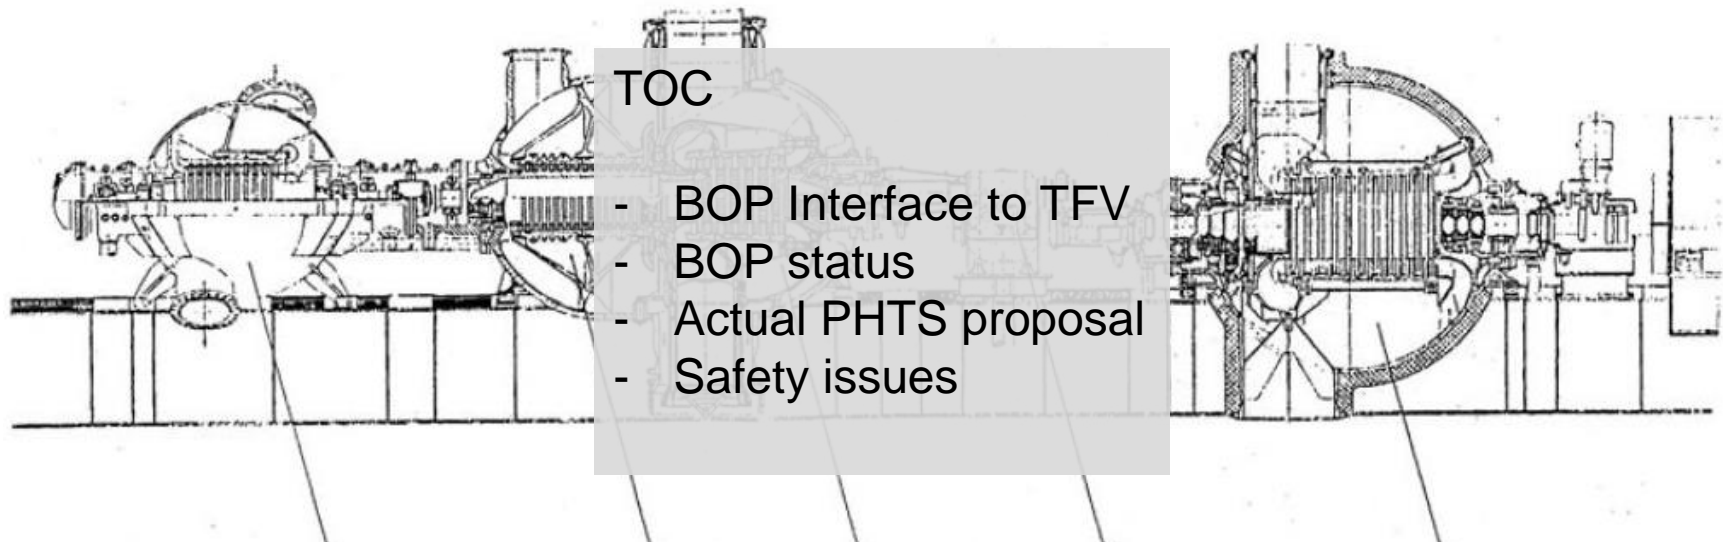 TOC
- BOP Interface to TFV
- BOP status
- Actual PHTS proposal
- Safety issues